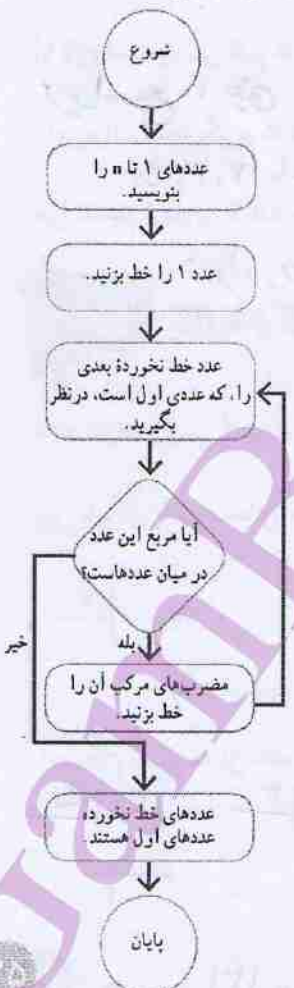 شروع
عددهای ۱ تا n را
بنویسید.
عدد ۱ را خط بزنید.
عدد خط نخوردهٔ بعدی
را، که عددی اول است، درنظر
بگیرید.
آیا مربع این عدد
در میان عددهاست؟
بله
خیر
مضرب‌های مرکب آن را
خط بزنید.
عددهای خط نخورده
عددهای اول هستند.
پایان